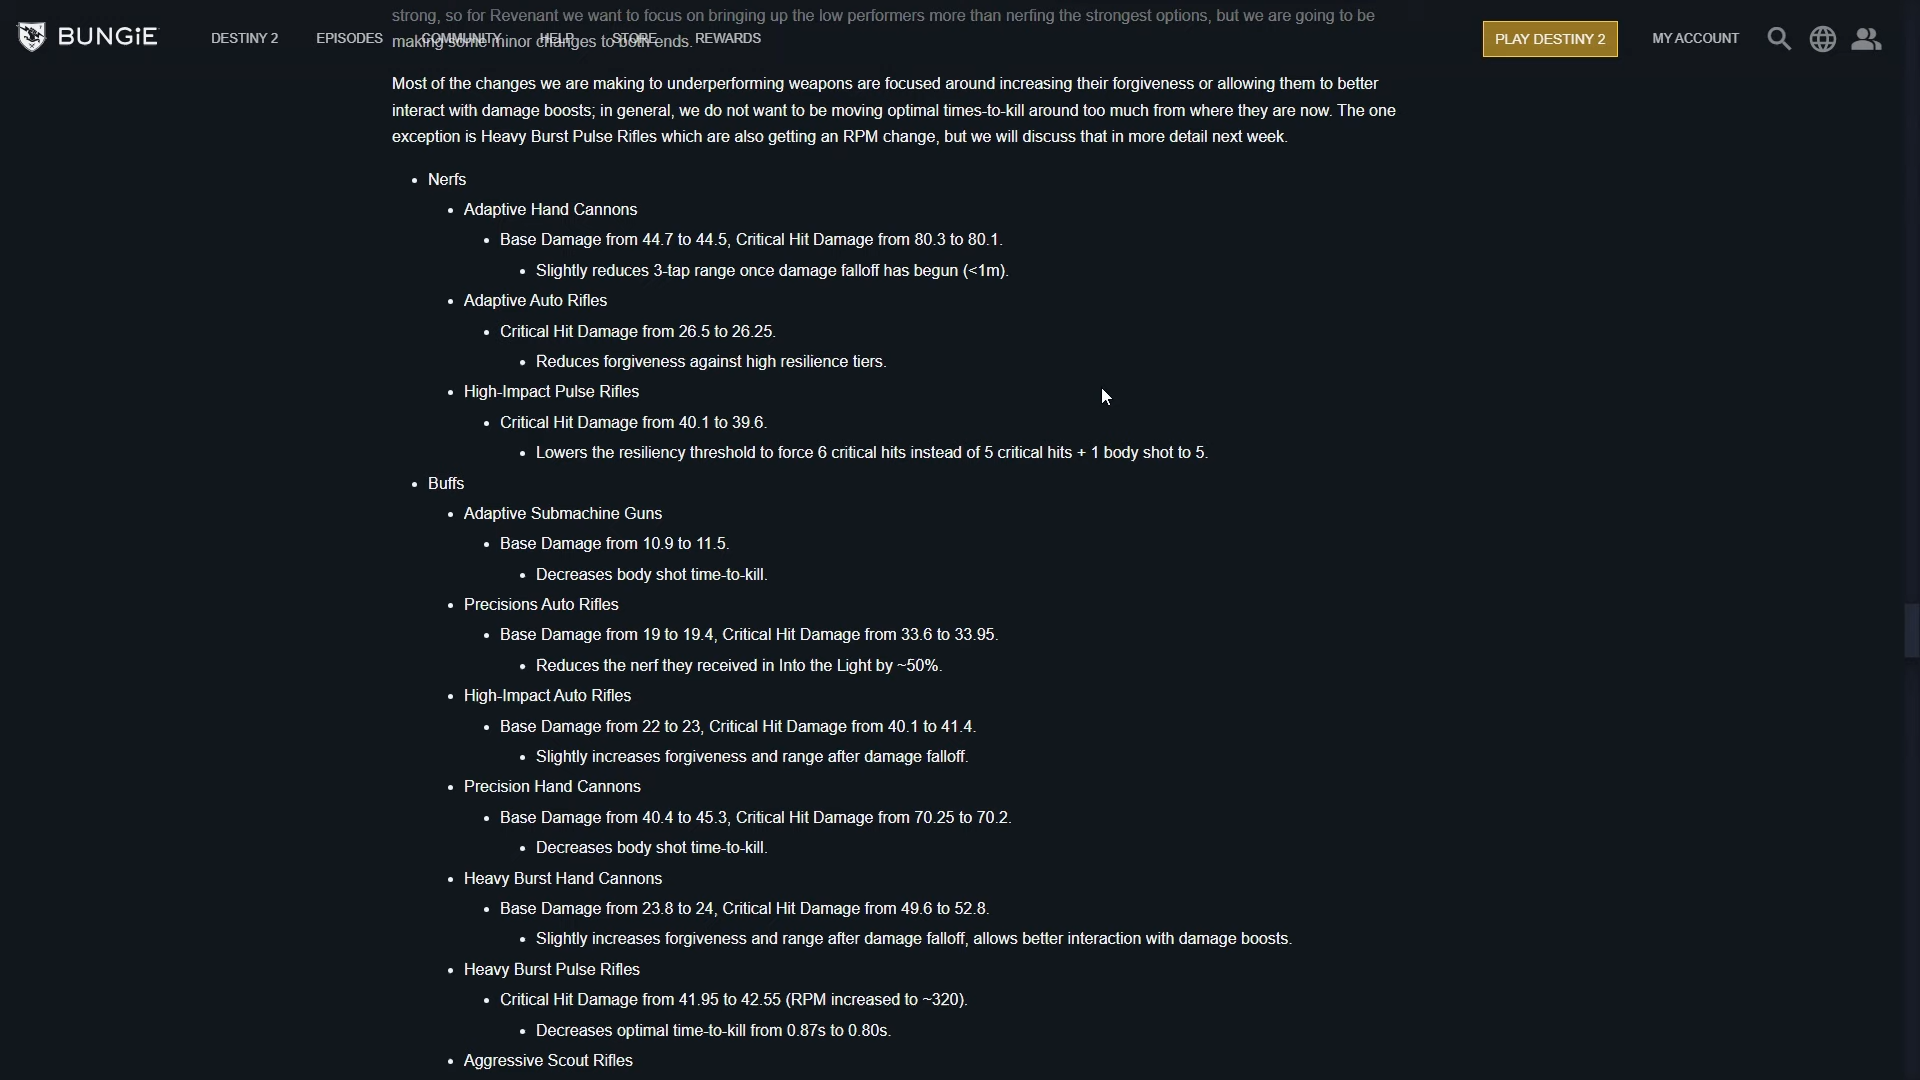 strong, so for Revenant we want to focus on bringing up the low performers more than nerfing the strongest options, but we are going to be
BUNGiE
DESTINY 2
EPISODES
COMMUNITY
HELP
STORE
REWARDS
PLAY DESTINY 2
MY ACCOUNT
making some minor changes to both ends.
Most of the changes we are making to underperforming weapons are focused around increasing their forgiveness or allowing them to better
interact with damage boosts; in general, we do not want to be moving optimal times-to-kill around too much from where they are now. The one
exception is Heavy Burst Pulse Rifles which are also getting an RPM change, but we will discuss that in more detail next week.
• Nerfs
• Adaptive Hand Cannons
• Base Damage from 44.7 to 44.5, Critical Hit Damage from 80.3 to 80.1.
• Slightly reduces 3-tap range once damage falloff has begun (<1m).
• Adaptive Auto Rifles
• Critical Hit Damage from 26.5 to 26.25.
• Reduces forgiveness against high resilience tiers.
• High-Impact Pulse Rifles
• Critical Hit Damage from 40.1 to 39.6.
• Lowers the resiliency threshold to force 6 critical hits instead of 5 critical hits + 1 body shot to 5.
• Buffs
• Adaptive Submachine Guns
• Base Damage from 10.9 to 11.5.
• Decreases body shot time-to-kill.
• Precisions Auto Rifles
• Base Damage from 19 to 19.4, Critical Hit Damage from 33.6 to 33.95.
• Reduces the nerf they received in Into the Light by ~50%.
• High-Impact Auto Rifles
• Base Damage from 22 to 23, Critical Hit Damage from 40.1 to 41.4.
• Slightly increases forgiveness and range after damage falloff.
• Precision Hand Cannons
• Base Damage from 40.4 to 45.3, Critical Hit Damage from 70.25 to 70.2.
• Decreases body shot time-to-kill.
• Heavy Burst Hand Cannons
• Base Damage from 23.8 to 24, Critical Hit Damage from 49.6 to 52.8.
• Slightly increases forgiveness and range after damage falloff, allows better interaction with damage boosts.
• Heavy Burst Pulse Rifles
• Critical Hit Damage from 41.95 to 42.55 (RPM increased to ~320).
• Decreases optimal time-to-kill from 0.87s to 0.80s.
• Aggressive Scout Rifles